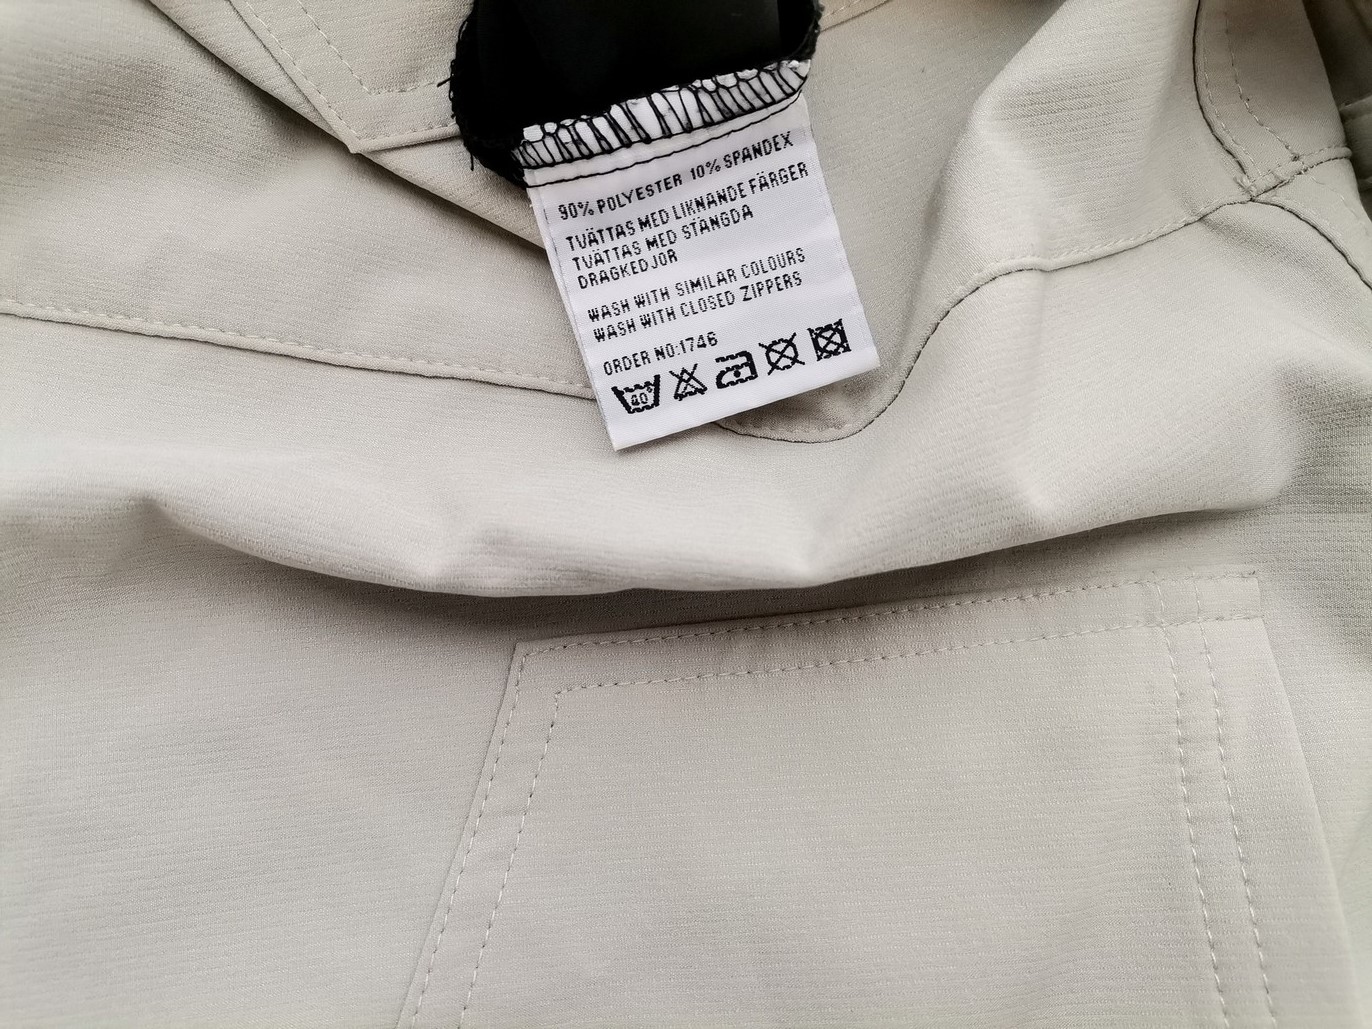 90% POLYESTER 10% SPANDEX
TVÄTTAS MED LIKNANDE FÄRGER
TVÄTTAS MED STÄNGDA
DRAGKEDJOR
WASH WITH SIMILAR COLOURS
WASH WITH CLOSED ZIPPERS
ORDER NO:1746
40°